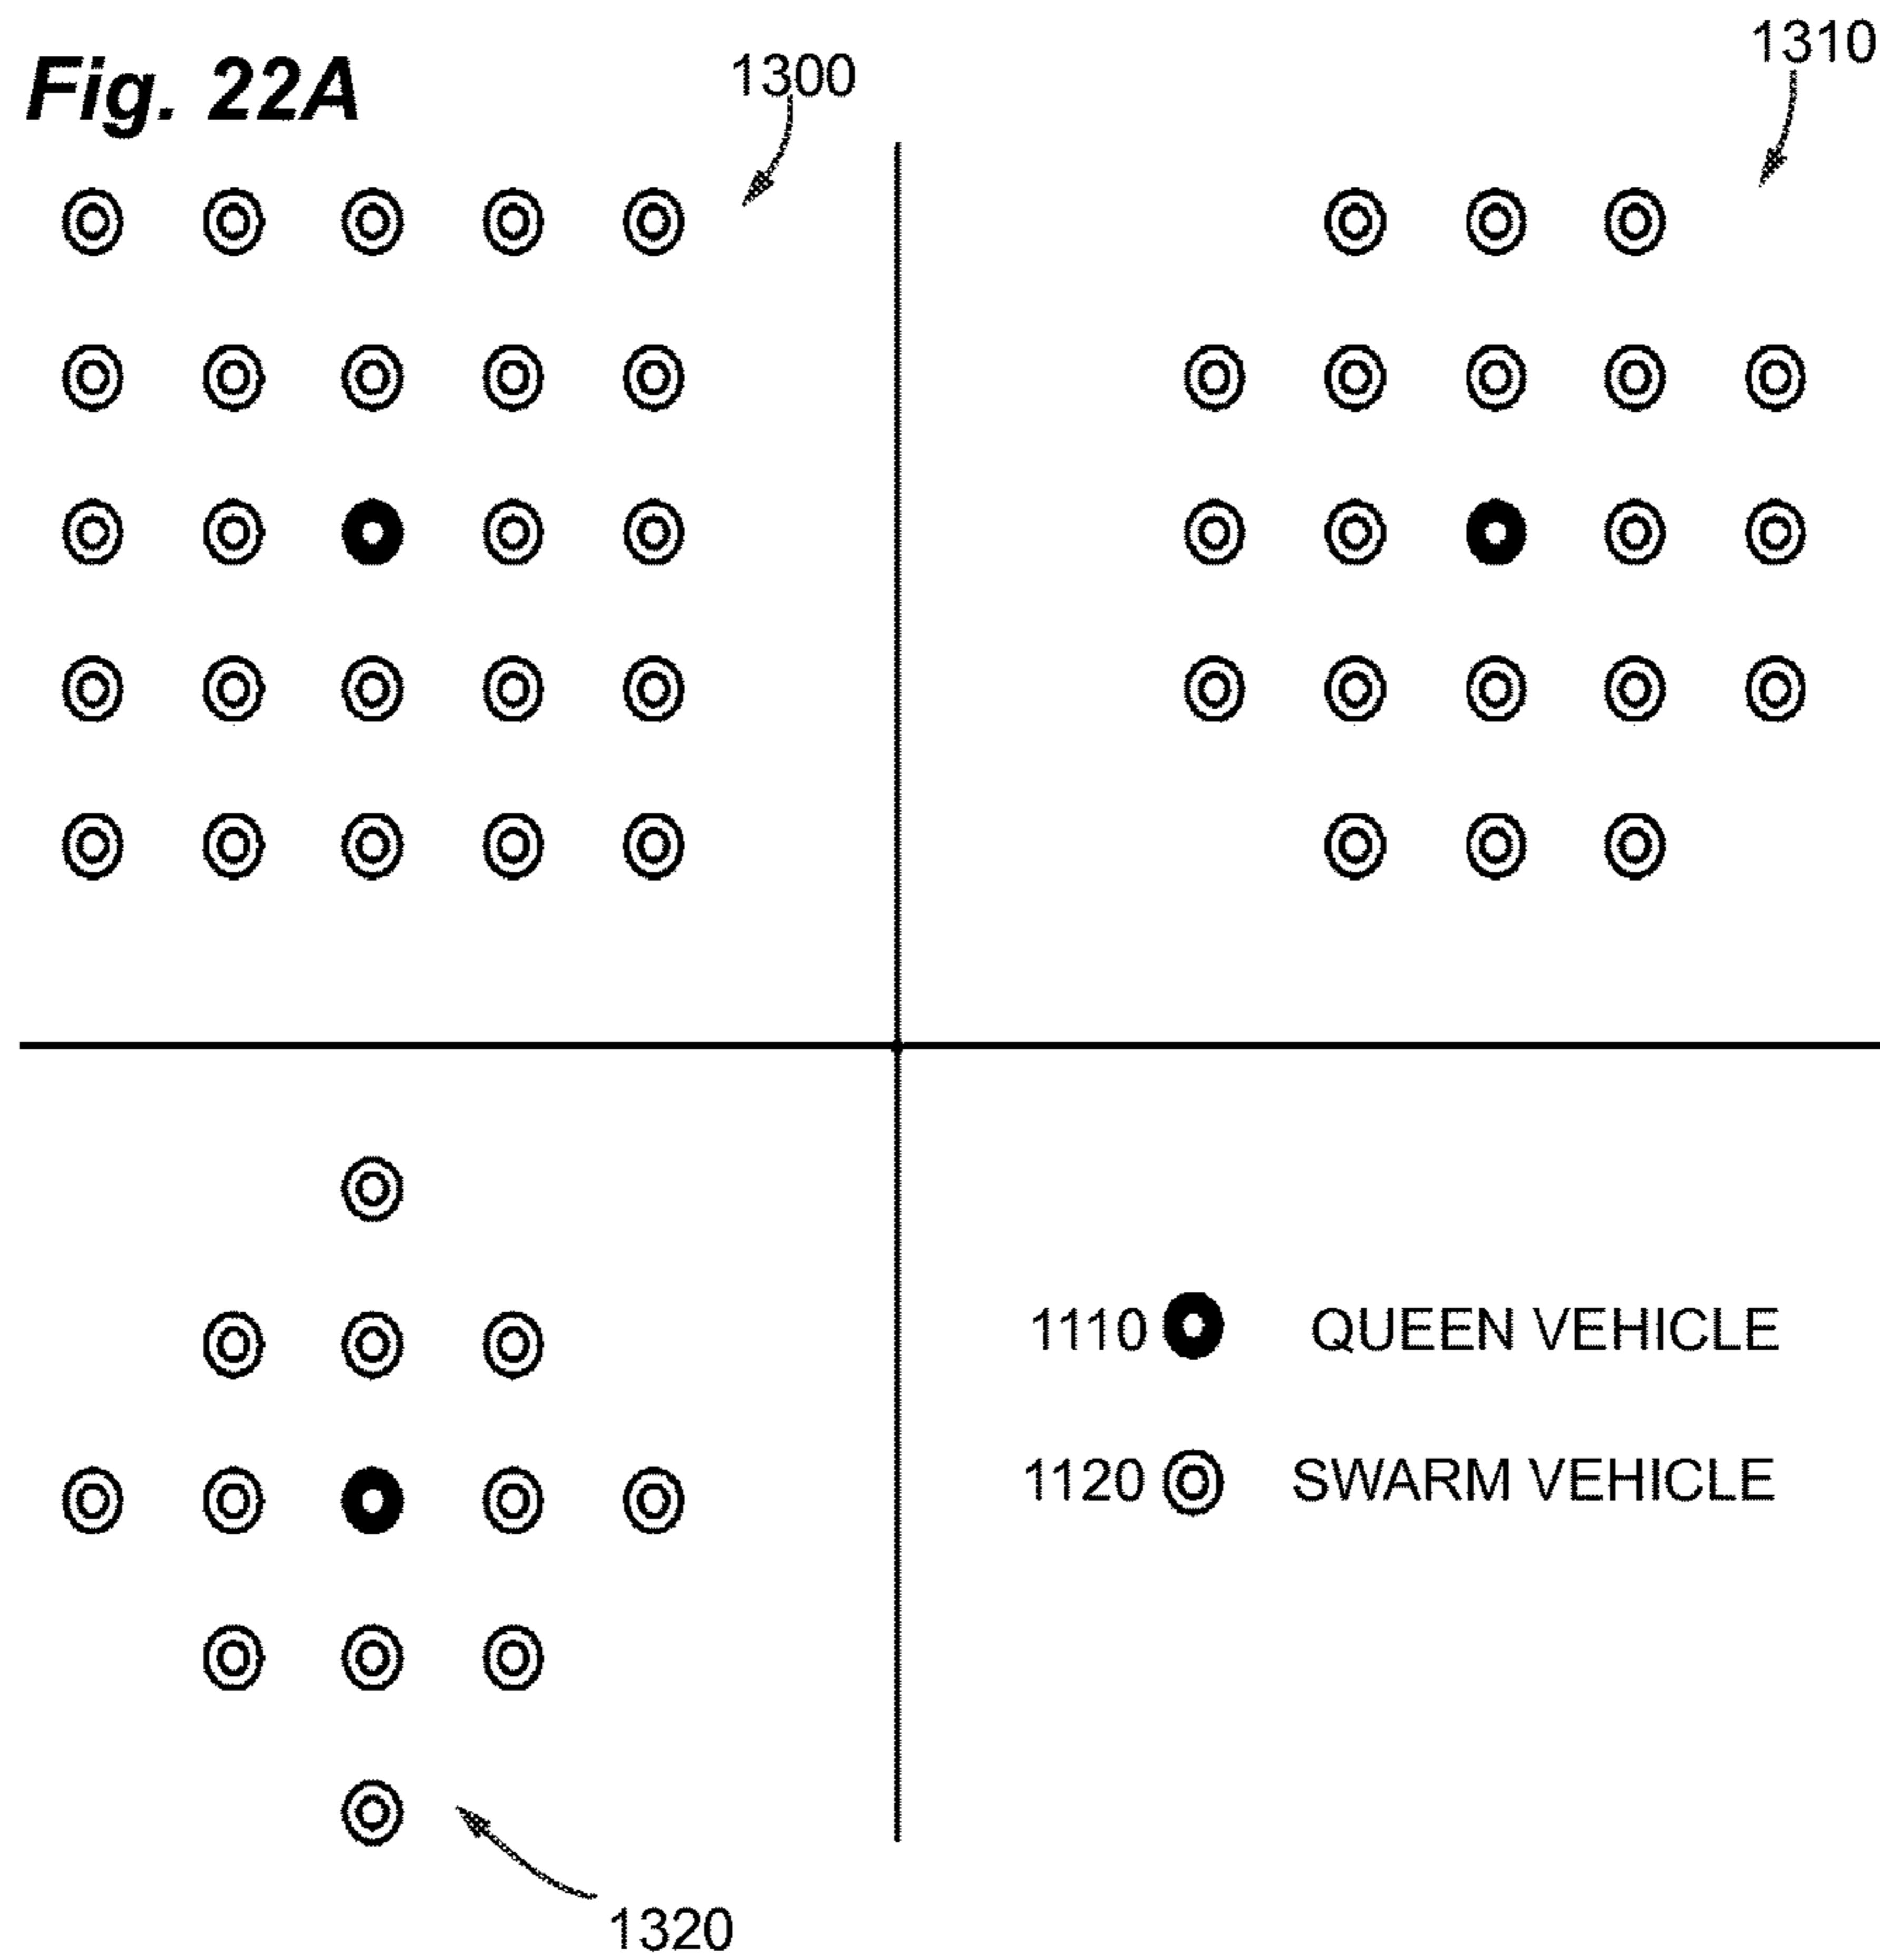 Fig. 22A
1300
1310
1110 QUEEN VEHICLE
1120 SWARM VEHICLE
1320